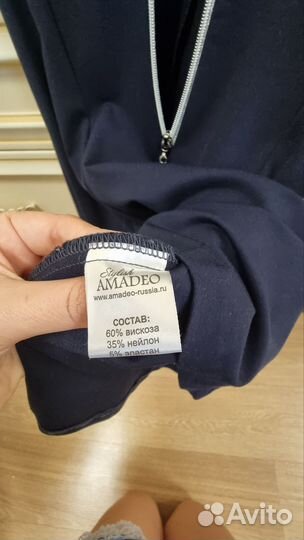 Stylish
AMADEO
www.amadeo-russia.ru
СОСТАВ:
60% вискоза
35% нейлон
5% эластан
Avito